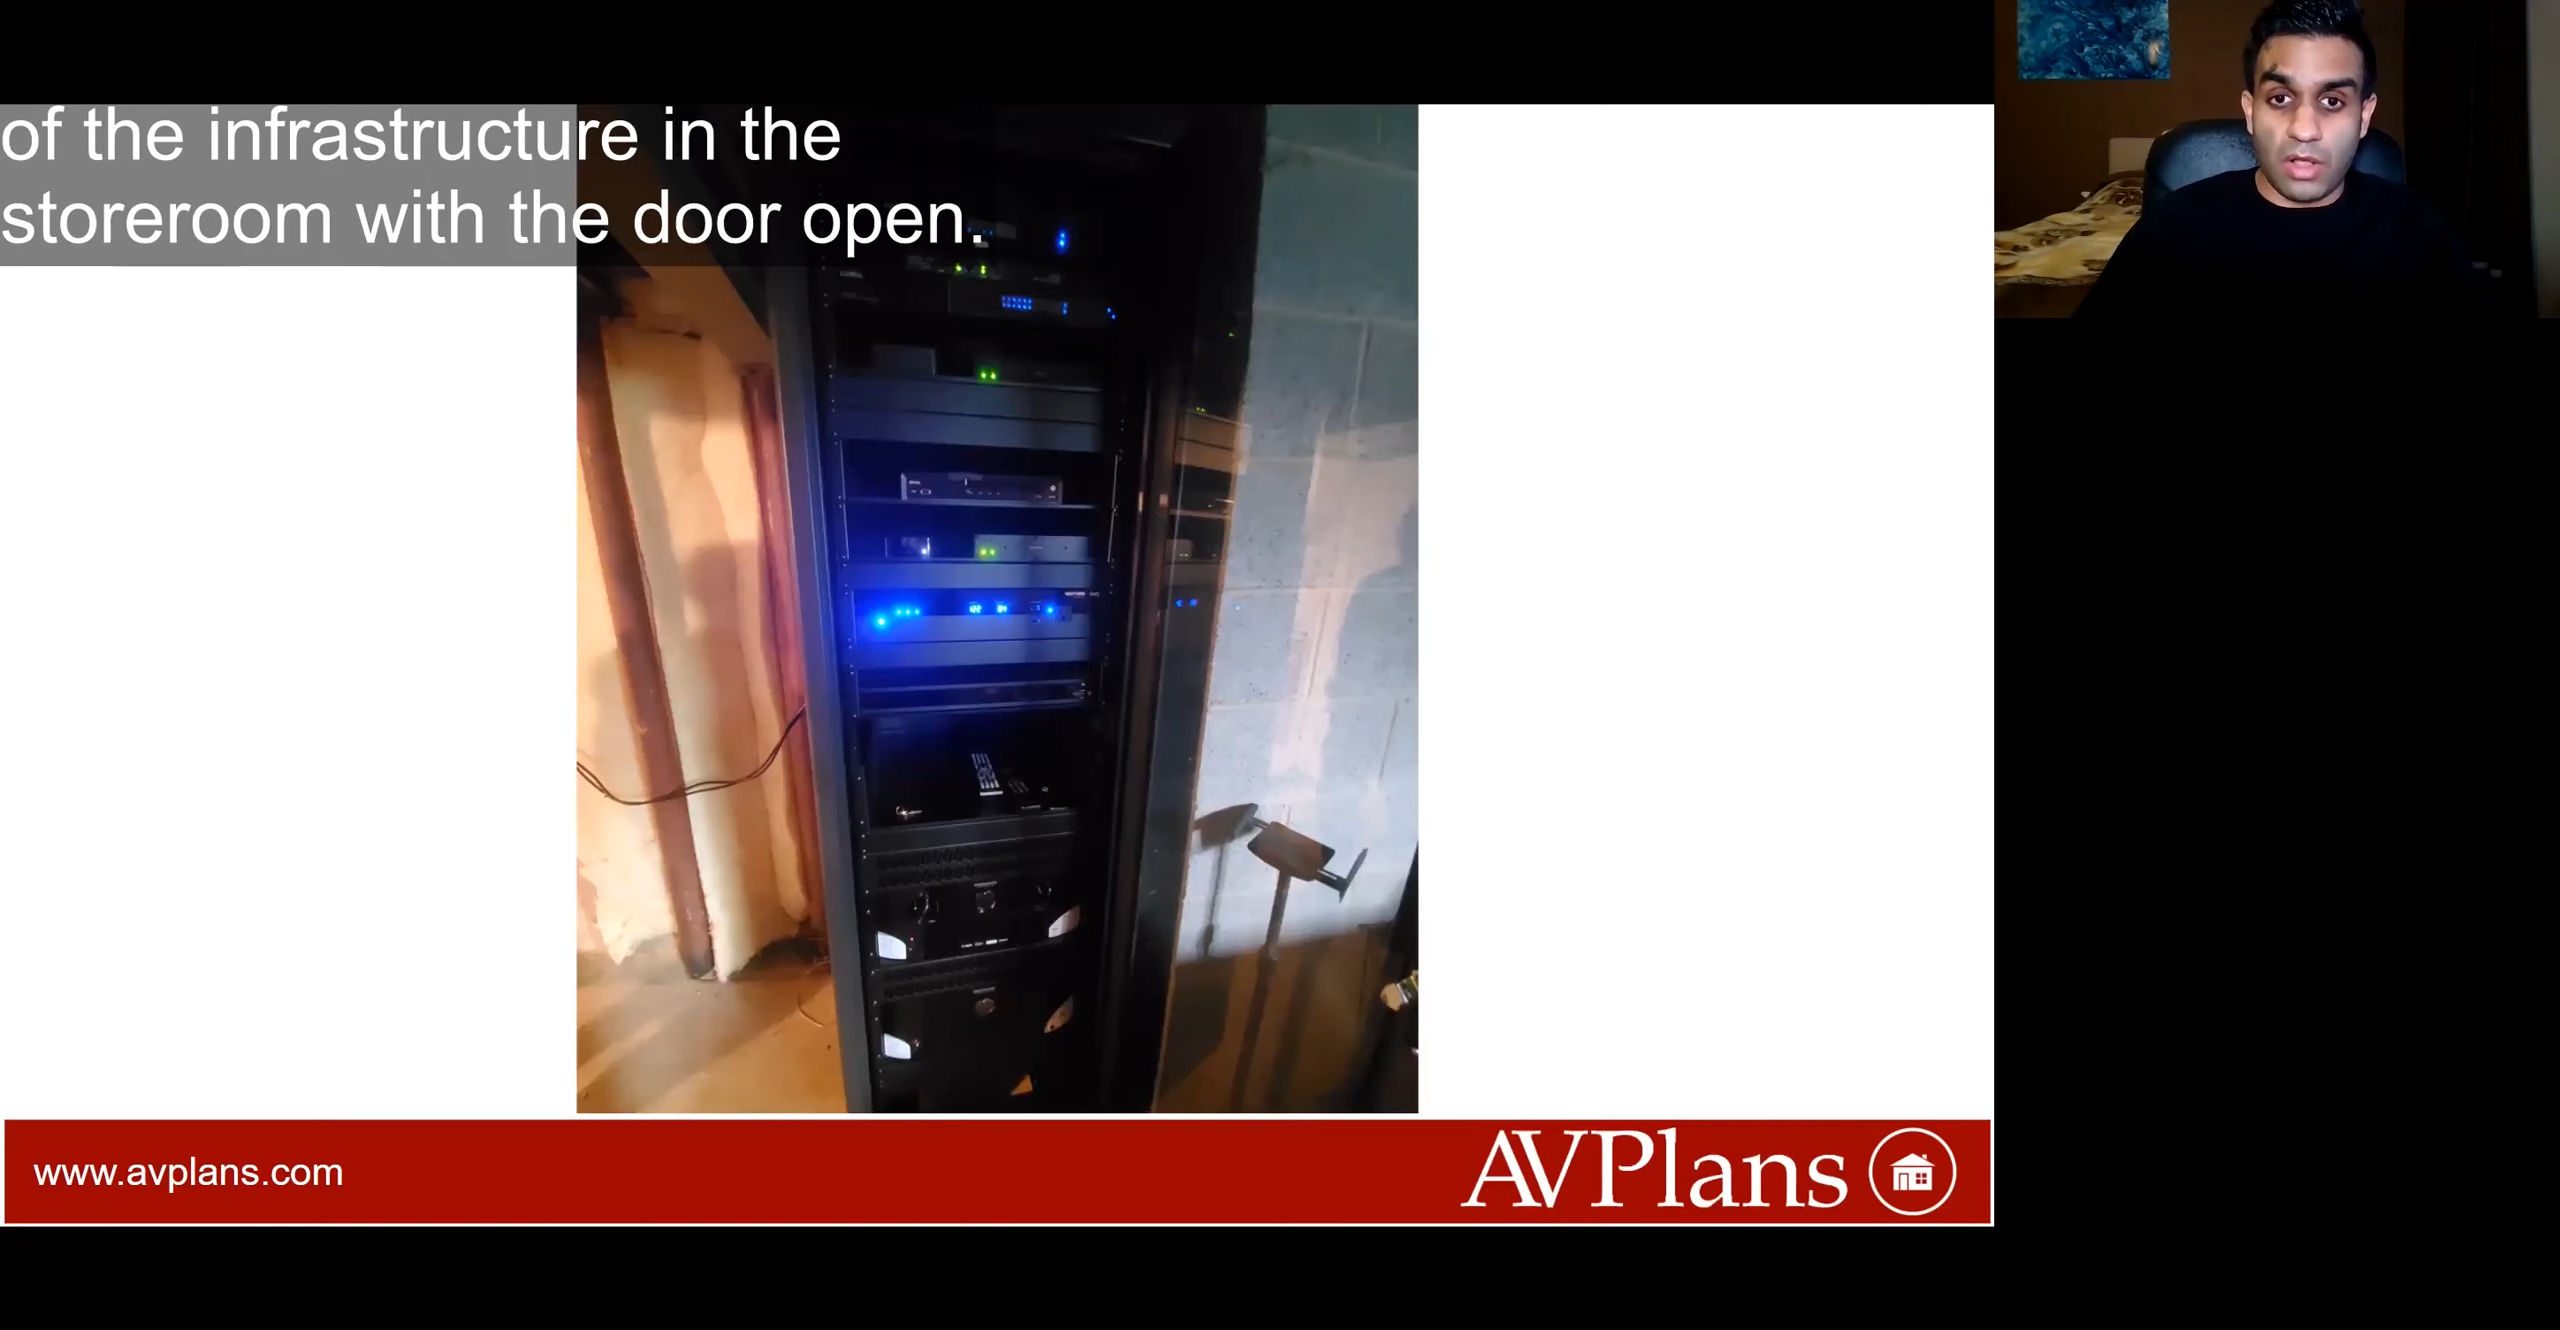 of the infrastructure in the
storeroom with the door open.
www.avplans.com
AVPlans